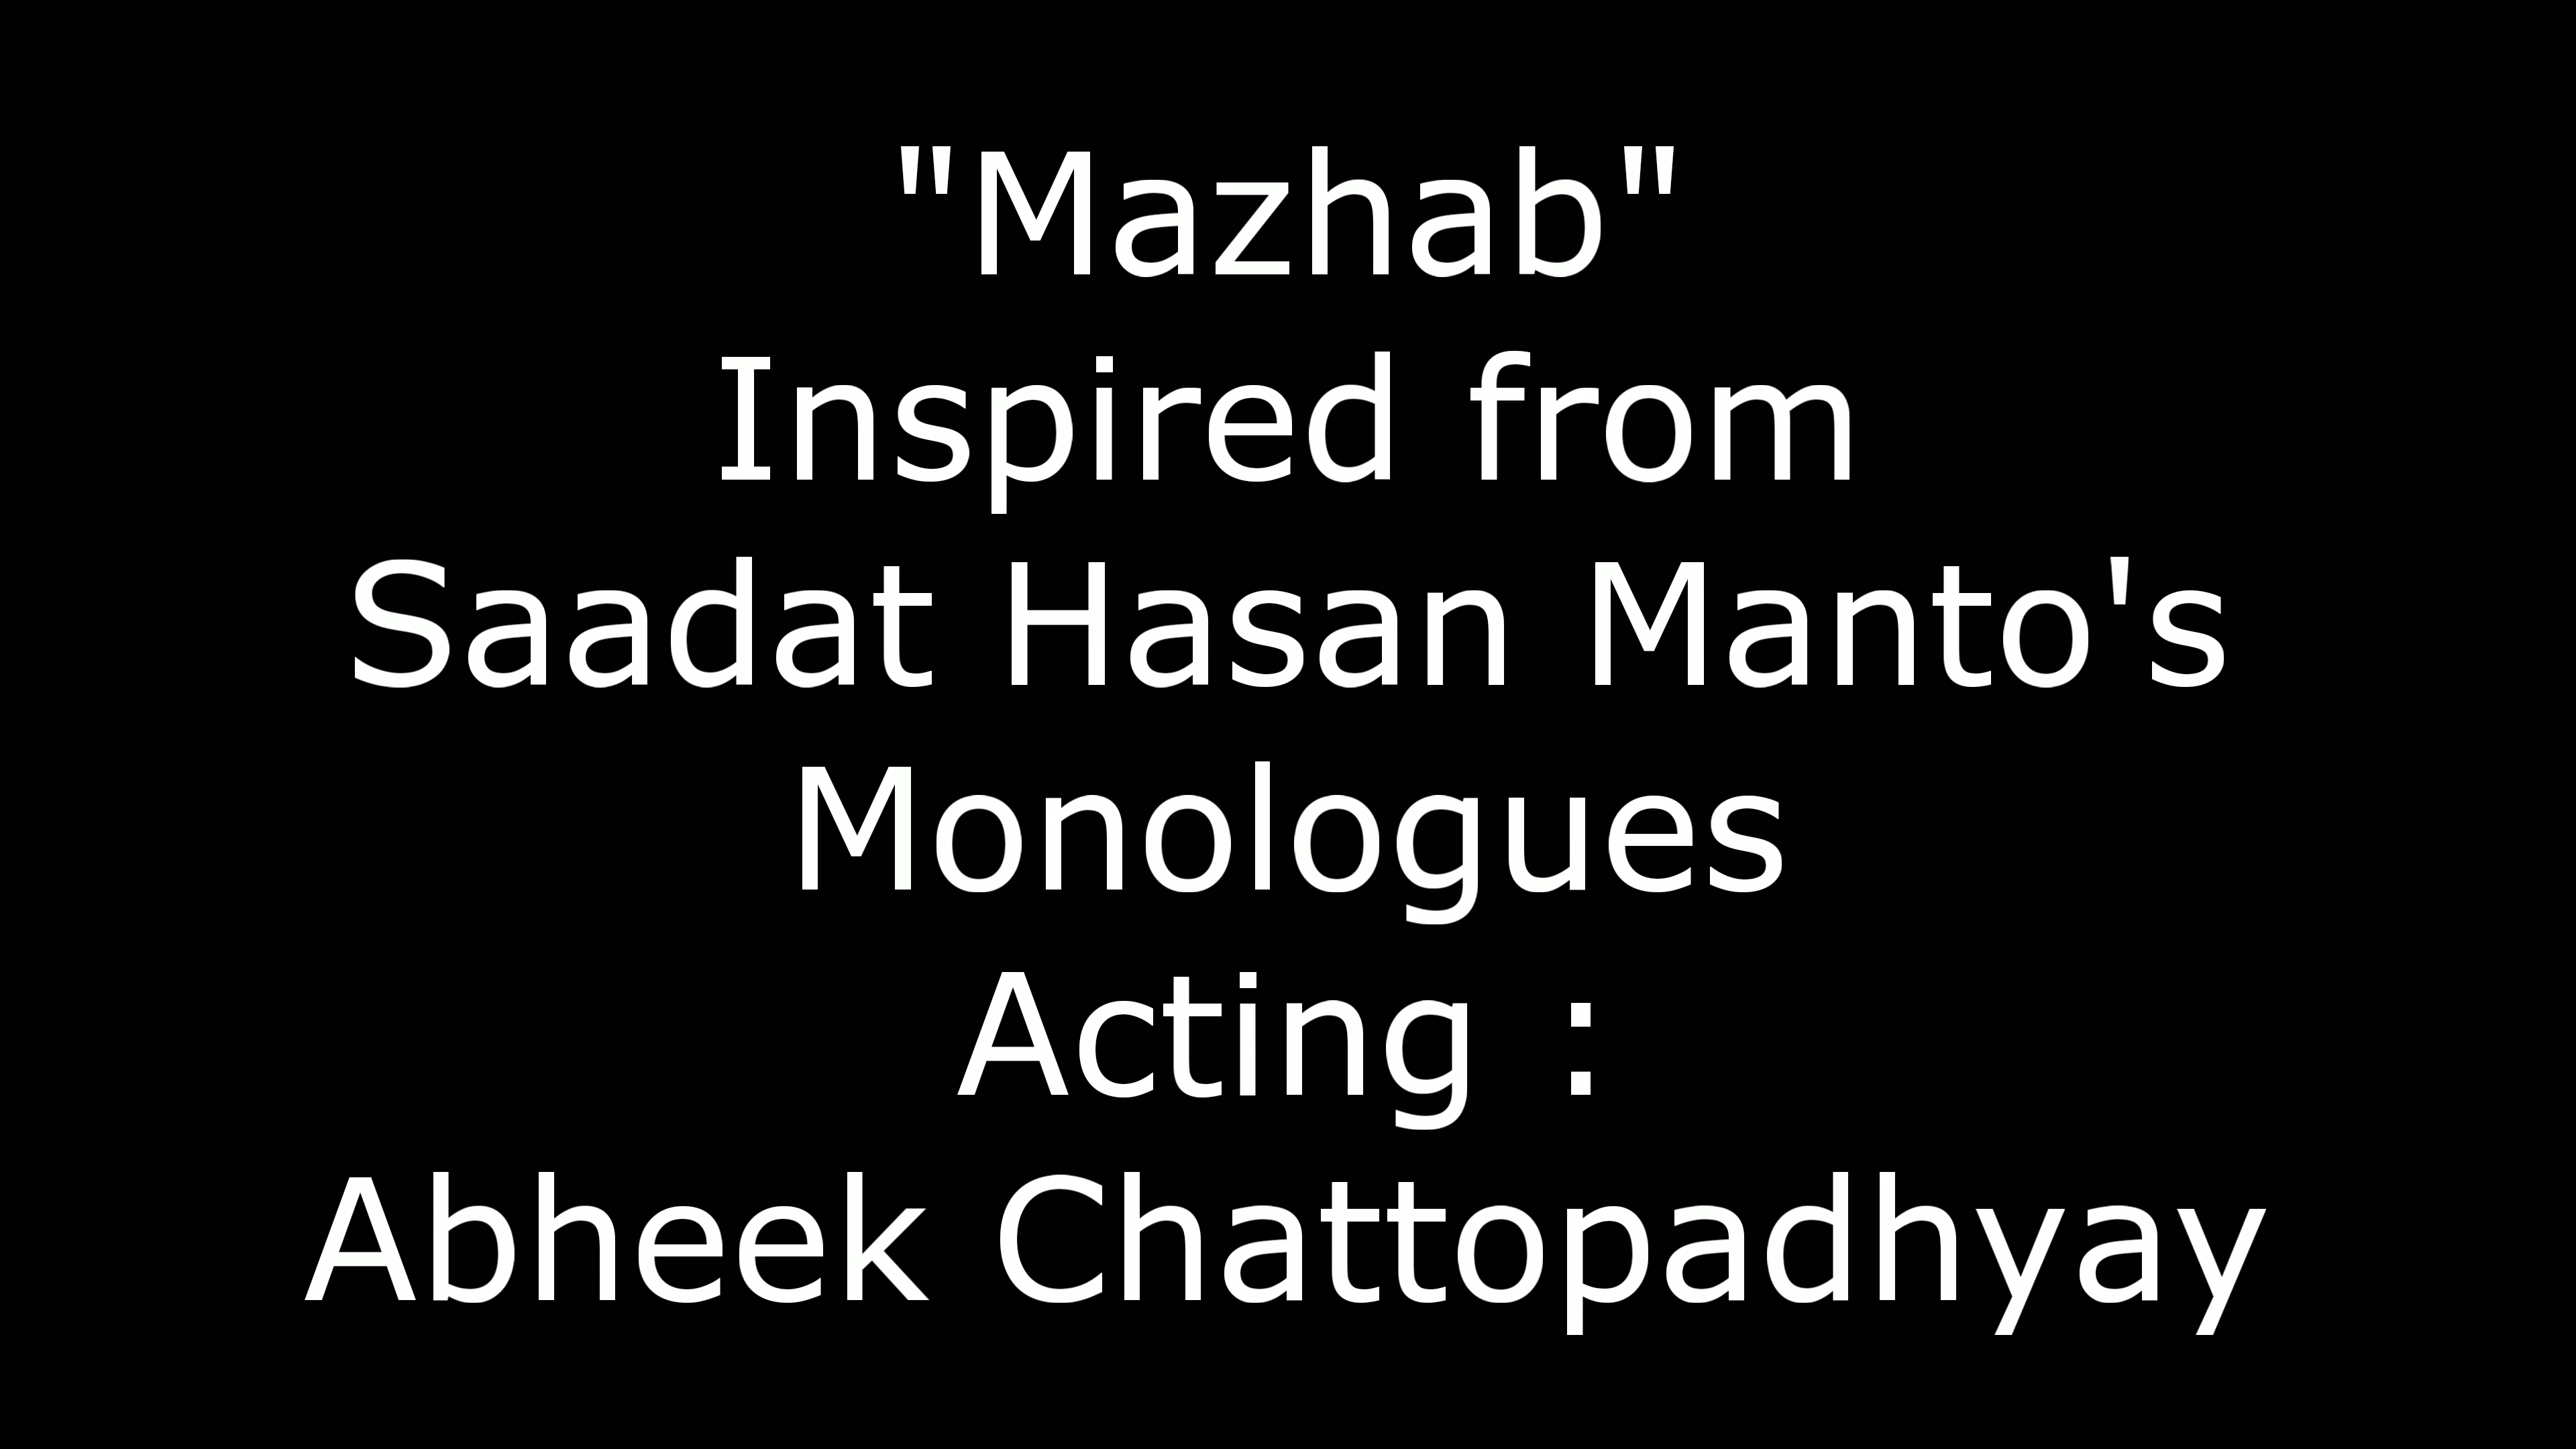 "Mazhab"
Inspired from
Saadat Hasan Manto's
Monologues
Acting :
Abheek Chattopadhyay